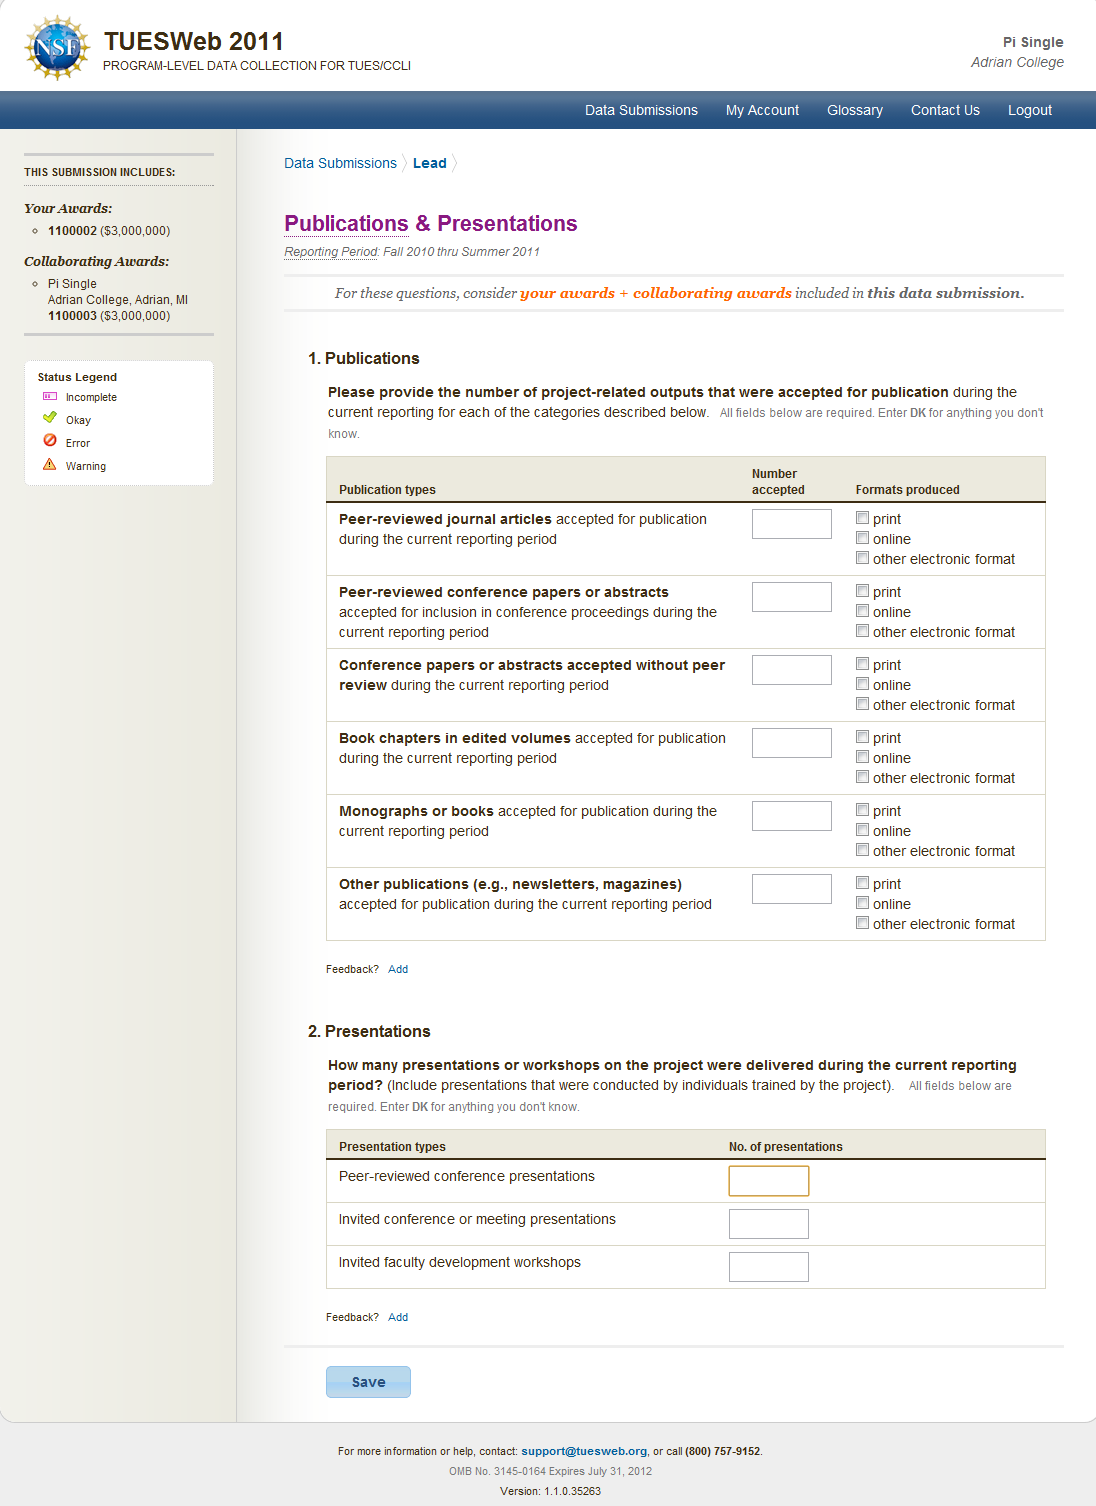 NSF
TUESWeb 2011
PROGRAM-LEVEL DATA COLLECTION FOR TUES/CCLI
Pi Single
Adrian College
Data Submissions My Account Glossary Contact Us Logout
THIS SUBMISSION INCLUDES:
Your Awards:
1100002 ($3,000,000)
Collaborating Awards:
Pi Single
Adrian College, Adrian, MI
1100003 ($3,000,000)
Status Legend
Incomplete
Okay
Error
Warning
Data Submissions Lead
Publications & Presentations
Reporting Period: Fall 2010 thru Summer 2011
For these questions, consider your awards + collaborating awards included in this data submission.
1. Publications
Please provide the number of project-related outputs that were accepted for publication during the
current reporting for each of the categories described below. All fields below are required. Enter DK for anything you don't
know.
Number
Publication types accepted Formats produced
Peer-reviewed journal articles accepted for publication print
during the current reporting period online
other electronic format
Peer-reviewed conference papers or abstracts print
accepted for inclusion in conference proceedings during the online
current reporting period other electronic format
Conference papers or abstracts accepted without peer print
review during the current reporting period online
other electronic format
Book chapters in edited volumes accepted for publication print
during the current reporting period online
other electronic format
Monographs or books accepted for publication during the print
current reporting period online
other electronic format
Other publications (e.g., newsletters, magazines) print
accepted for publication during the current reporting period online
other electronic format
Feedback? Add
2. Presentations
How many presentations or workshops on the project were delivered during the current reporting
period? (Include presentations that were conducted by individuals trained by the project). All fields below are
required. Enter DK for anything you don't know.
Presentation types No. of presentations
Peer-reviewed conference presentations
Invited conference or meeting presentations
Invited faculty development workshops
Feedback? Add
Save
For more information or help, contact: support@tuesweb.org, or call (800) 757-9152.
OMB No. 3145-0164 Expires July 31, 2012
Version: 1.1.0.35263